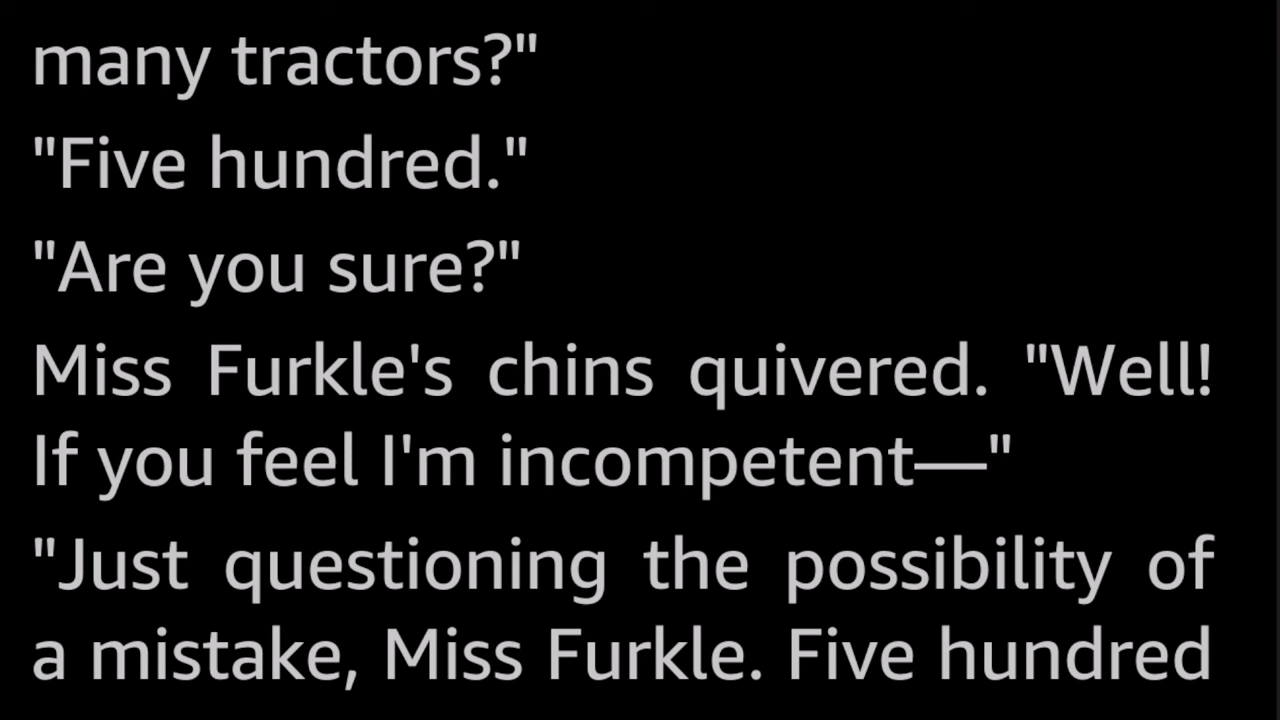 many tractors?"
"Five hundred."
"Are you sure?"
Miss Furkle's chins quivered. "Well!
If you feel I'm incompetent—"
"Just questioning the possibility of
a mistake, Miss Furkle. Five hundred